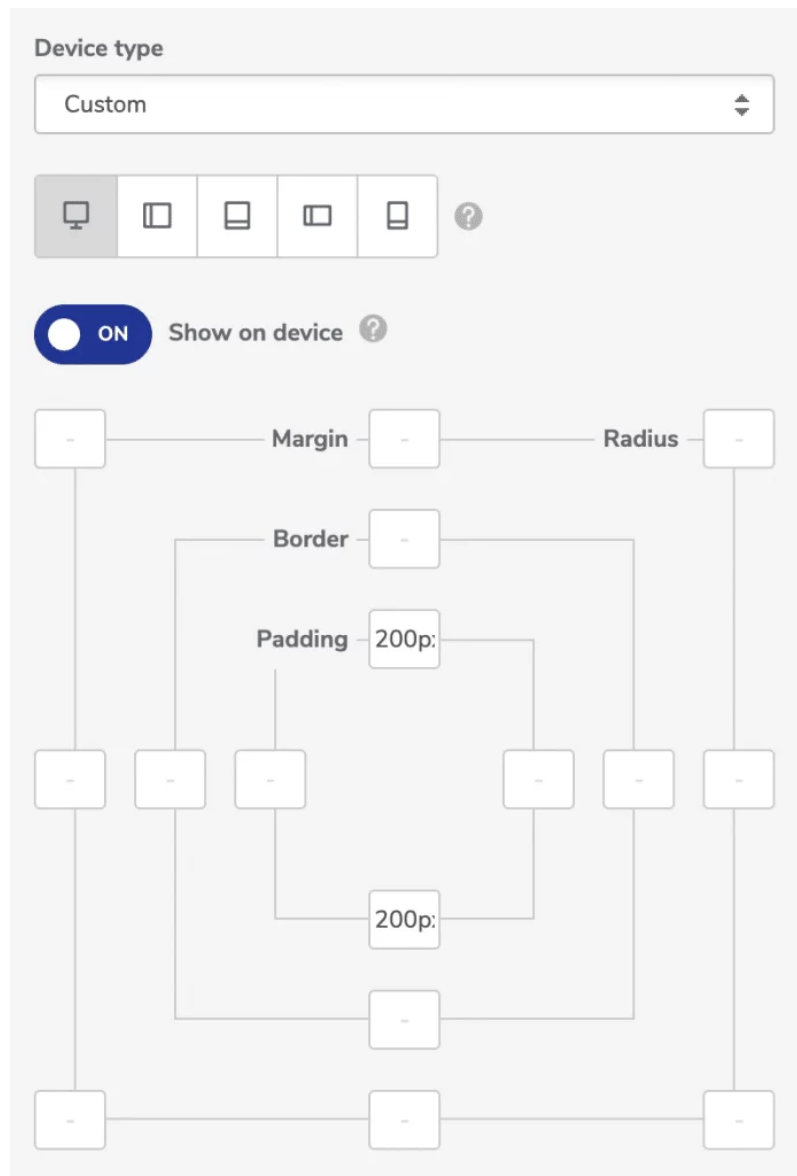 Device type
Custom
ON Show on device
- Margin - Radius -
Border -
Padding 200p
- - - - - -
200p
-
- - -